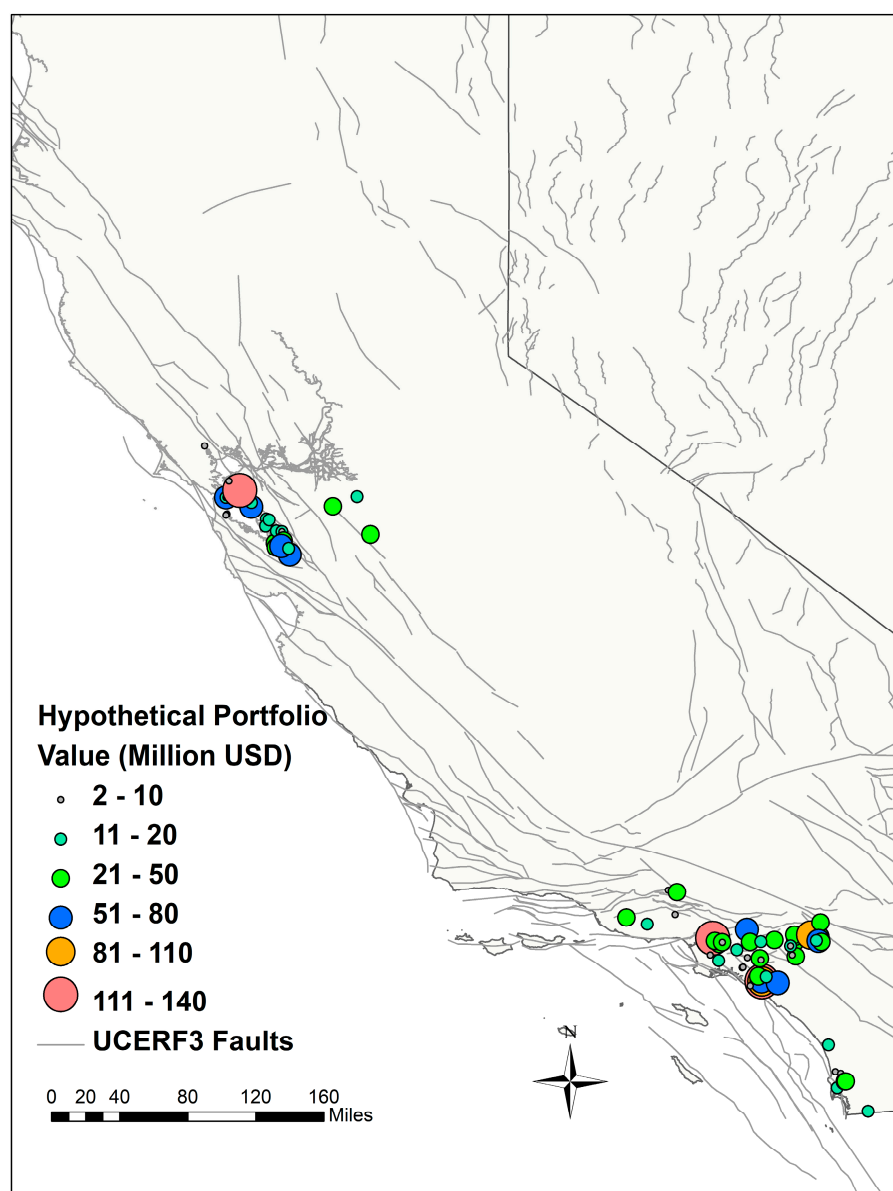 Hypothetical Portfolio
Value (Million USD)
2 - 10
11 - 20
21 - 50
51 - 80
81 - 110
111 - 140
UCERF3 Faults
N
0 20 40 80 120 160
Miles